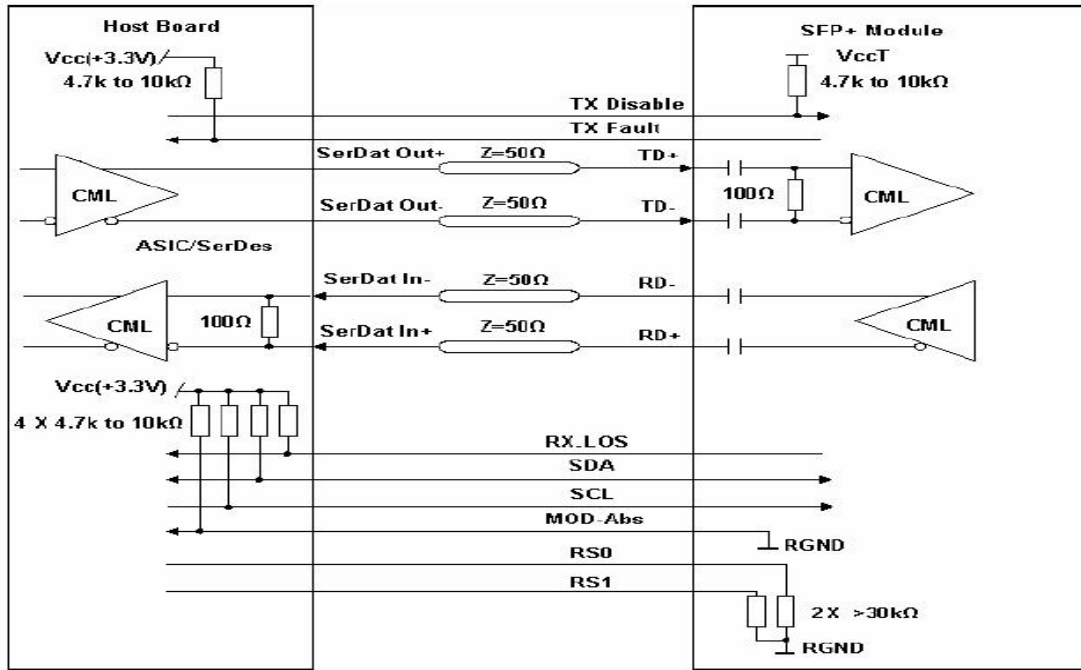 Host Board
SFP+ Module
Vcc(+3.3V)
4.7k to 10kΩ
VccT
4.7k to 10kΩ
TX Disable
TX Fault
SerDat Out+
Z=50Ω
TD+
CML
100Ω
CML
SerDat Out-
Z=50Ω
TD-
ASIC/SerDes
SerDat In-
Z=50Ω
RD-
CML
100Ω
CML
SerDat In+
Z=50Ω
RD+
Vcc(+3.3V)
4 X 4.7k to 10kΩ
RX_LOS
SDA
SCL
MOD-Abs
RGND
RS0
RS1
2X >30kΩ
RGND